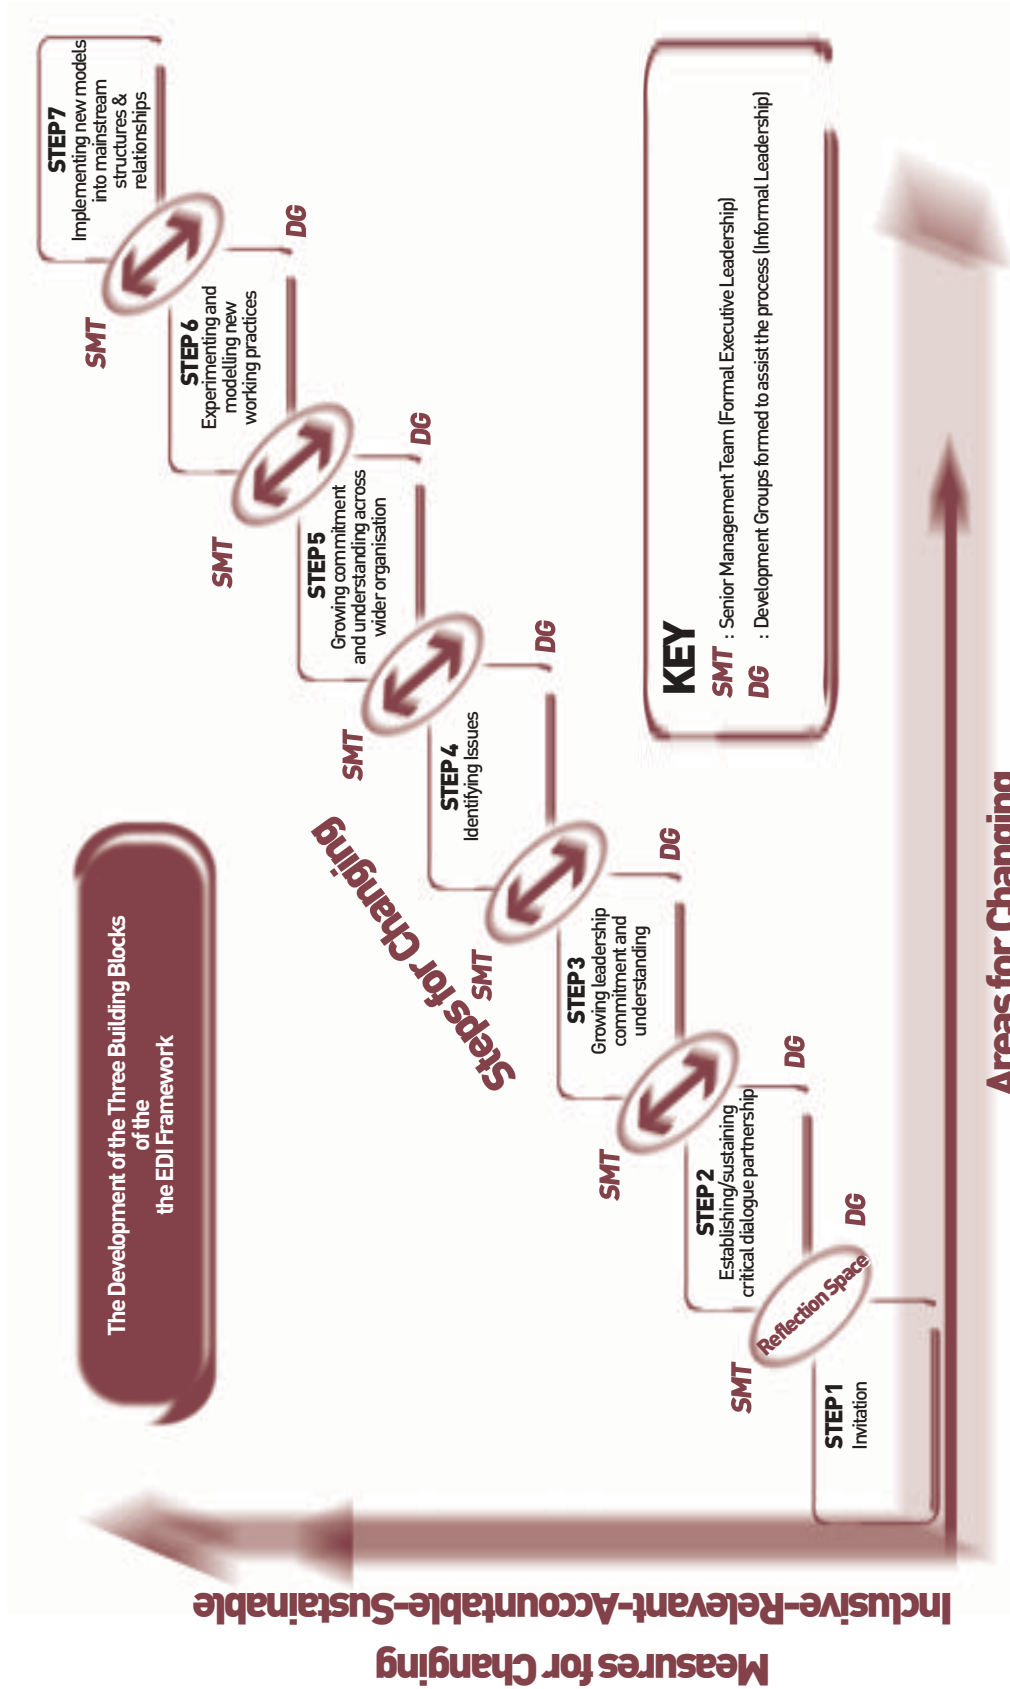 The Development of the Three Building Blocks
of the
the EDI Framework
Measures for Changing
Inclusive-Relevant-Accountable-Sustainable
Steps for Changing
STEP 1
Invitation
SMT
Reflection Space
DG
STEP 2
Establishing/sustaining
critical dialogue partnership
SMT
DG
STEP 3
Growing leadership
commitment and
understanding
SMT
DG
STEP 4
Identifying Issues
SMT
DG
STEP 5
Growing commitment
and understanding across
wider organisation
SMT
DG
STEP 6
Experimenting and
modelling new
working practices
SMT
DG
STEP 7
Implementing new models
into mainstream
structures &
relationships
KEY
SMT : Senior Management Team (Formal Executive Leadership)
DG : Development Groups formed to assist the process (Informal Leadership)
Areas for Changing